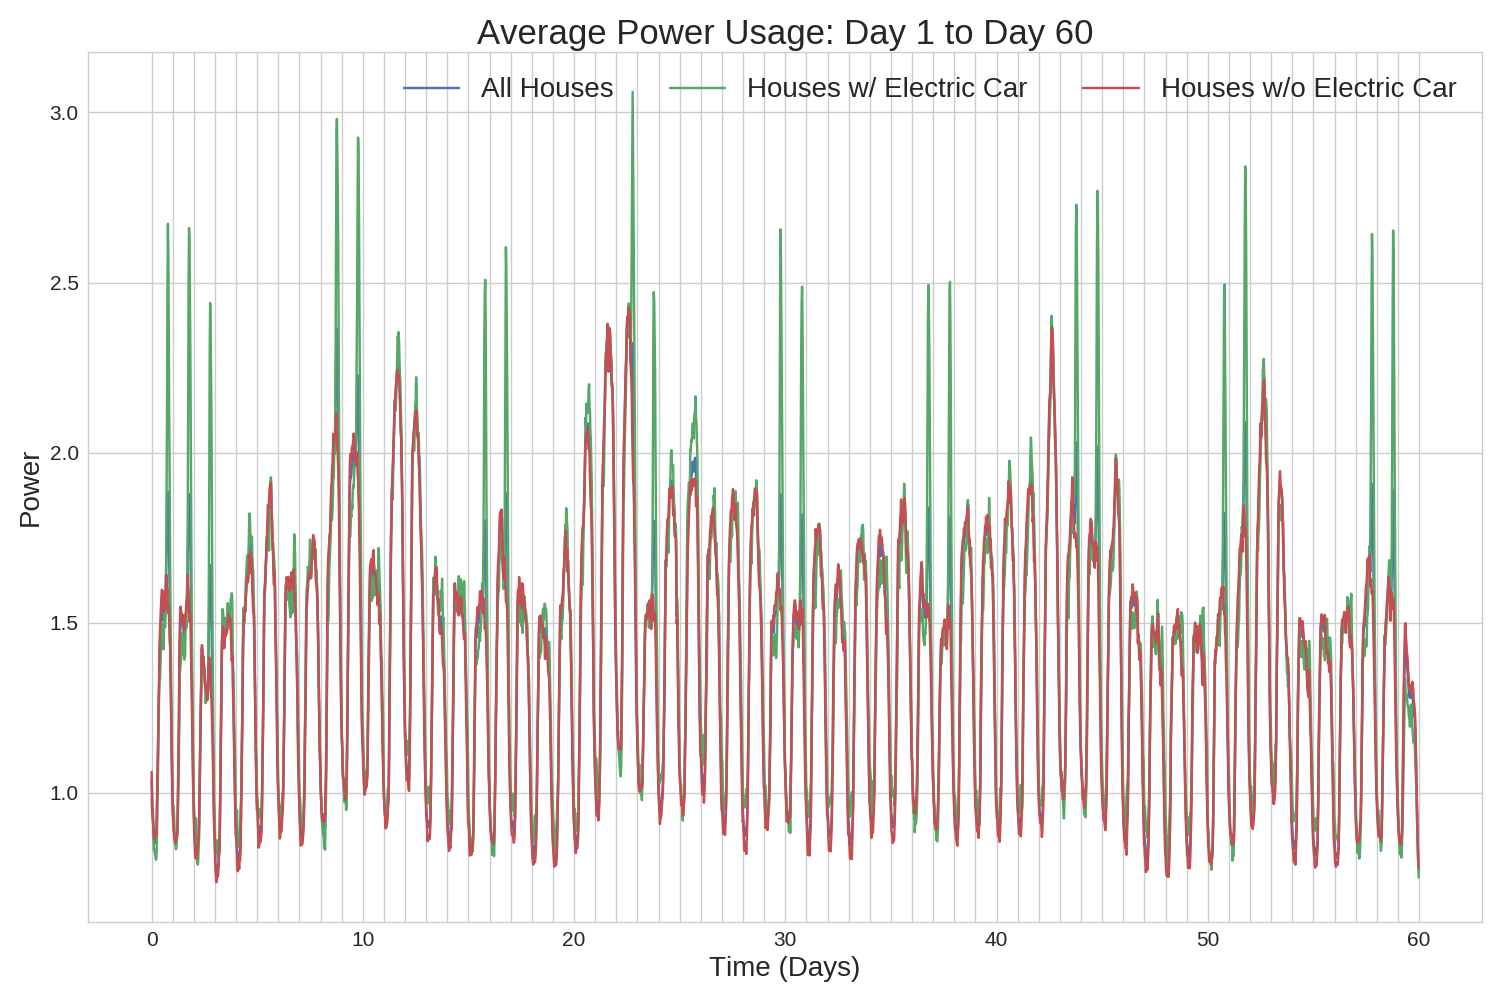 Average Power Usage: Day 1 to Day 60
All Houses Houses w/ Electric Car Houses w/o Electric Car
3.0
2.5
2.0
1.5
1.0
Power
0 10 20 30 40 50 60
Time (Days)